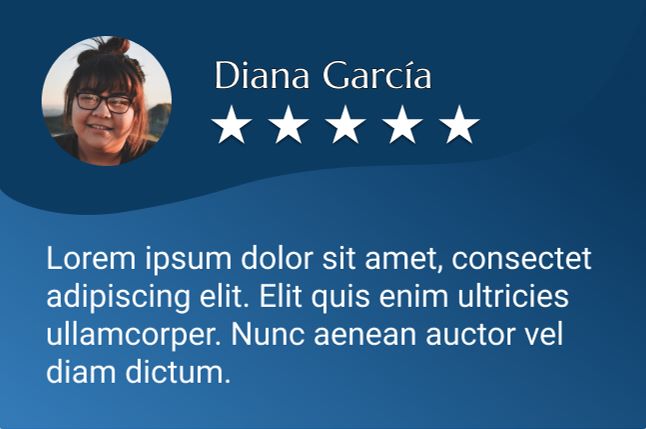 Diana García
Lorem ipsum dolor sit amet, consectet
adipiscing elit. Elit quis enim ultricies
ullamcorper. Nunc aenean auctor vel
diam dictum.